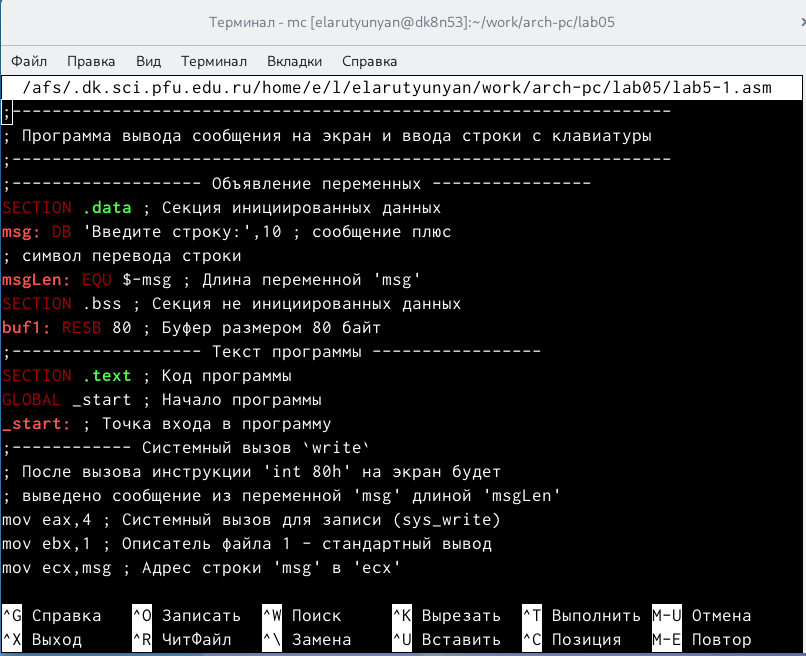 Терминал - mc [elarutyunyan@dk8n53]:~/work/arch-pc/lab05
Файл Правка Вид Терминал Вкладки Справка
/afs/.dk.sci.pfu.edu.ru/home/e/l/elarutyunyan/work/arch-pc/lab05/lab5-1.asm
;------------------------------------------------------------------
; Программа вывода сообщения на экран и ввода строки с клавиатуры
;------------------------------------------------------------------
;------------------- Объявление переменных ----------------
SECTION .data ; Секция инициированных данных
msg: DB 'Введите строку:',10 ; сообщение плюс
; символ перевода строки
msgLen: EQU $-msg ; Длина переменной 'msg'
SECTION .bss ; Секция не инициированных данных
buf1: RESB 80 ; Буфер размером 80 байт
;------------------- Текст программы -----------------
SECTION .text ; Код программы
GLOBAL _start ; Начало программы
_start: ; Точка входа в программу
;------------ Системный вызов `write`
; После вызова инструкции 'int 80h' на экран будет
; выведено сообщение из переменной 'msg' длиной 'msgLen'
mov eax,4 ; Системный вызов для записи (sys_write)
mov ebx,1 ; Описатель файла 1 - стандартный вывод
mov ecx,msg ; Адрес строки 'msg' в 'ecx'
^G Справка ^O Записать ^W Поиск ^K Вырезать ^T Выполнить M-U Отмена
^X Выход ^R ЧитФайл ^\ Замена ^U Вставить ^C Позиция M-E Повтор